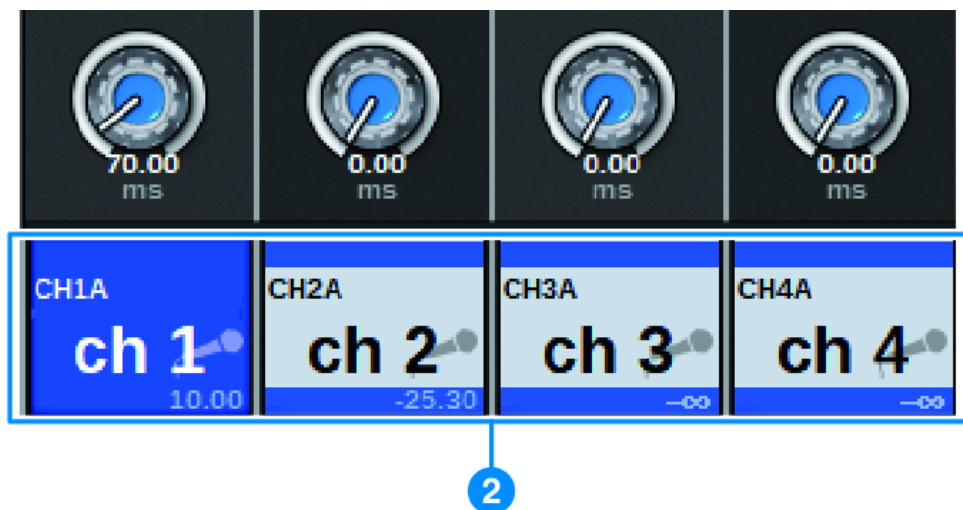 70.00 0.00 0.00 0.00
ms ms ms ms
CH1A CH2A CH3A CH4A
ch 1 ch 2 ch 3 ch 4
10.00 -25.30 -∞ -∞
2